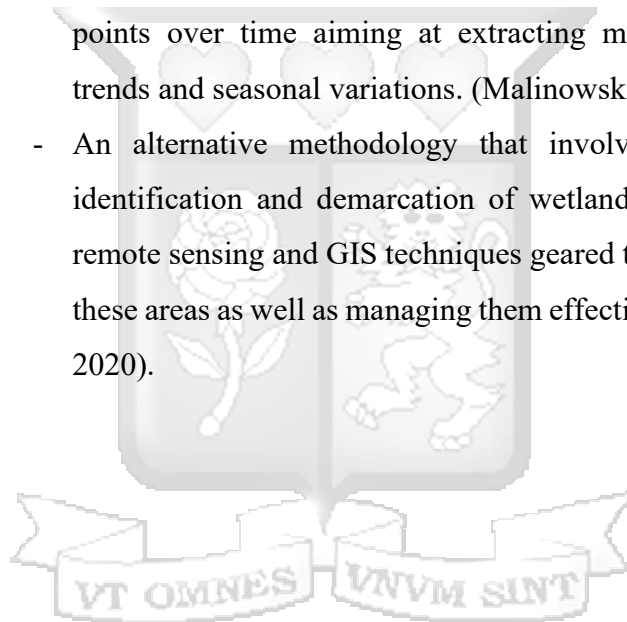 points over time aiming at extracting
trends and seasonal variations. (Malinowsk
- An alternative methodology that involv
identification and demarcation of wetland
remote sensing and GIS techniques geared
these areas as well as managing them effecti
2020).
VT OMNES VNVM SINT